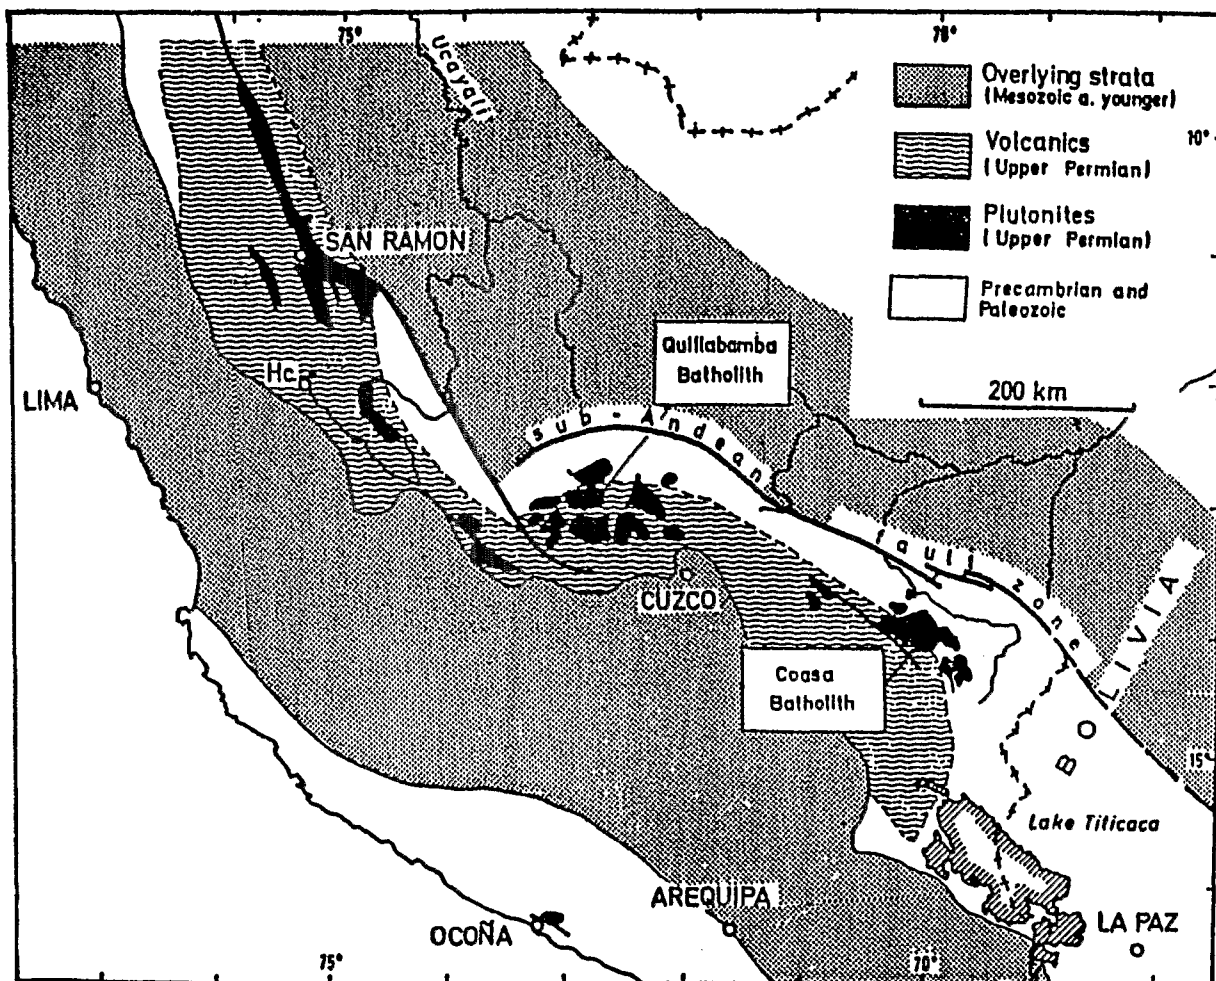 75°
70°
Ucayali
Overlying strata
(Mesozoic a. younger)
10°
Volcanics
(Upper Permian)
Plutonites
(Upper Permian)
SAN RAMON
Precambrian and
Paleozoic
Quillabamba
Batholith
Hc.
LIMA
200 km
sub - Andean
fault zone
CUZCO
BOLIVIA
Coasa
Batholith
15°
Lake Titicaca
AREQUIPA
OCOÑA
LA PAZ
75°
70°